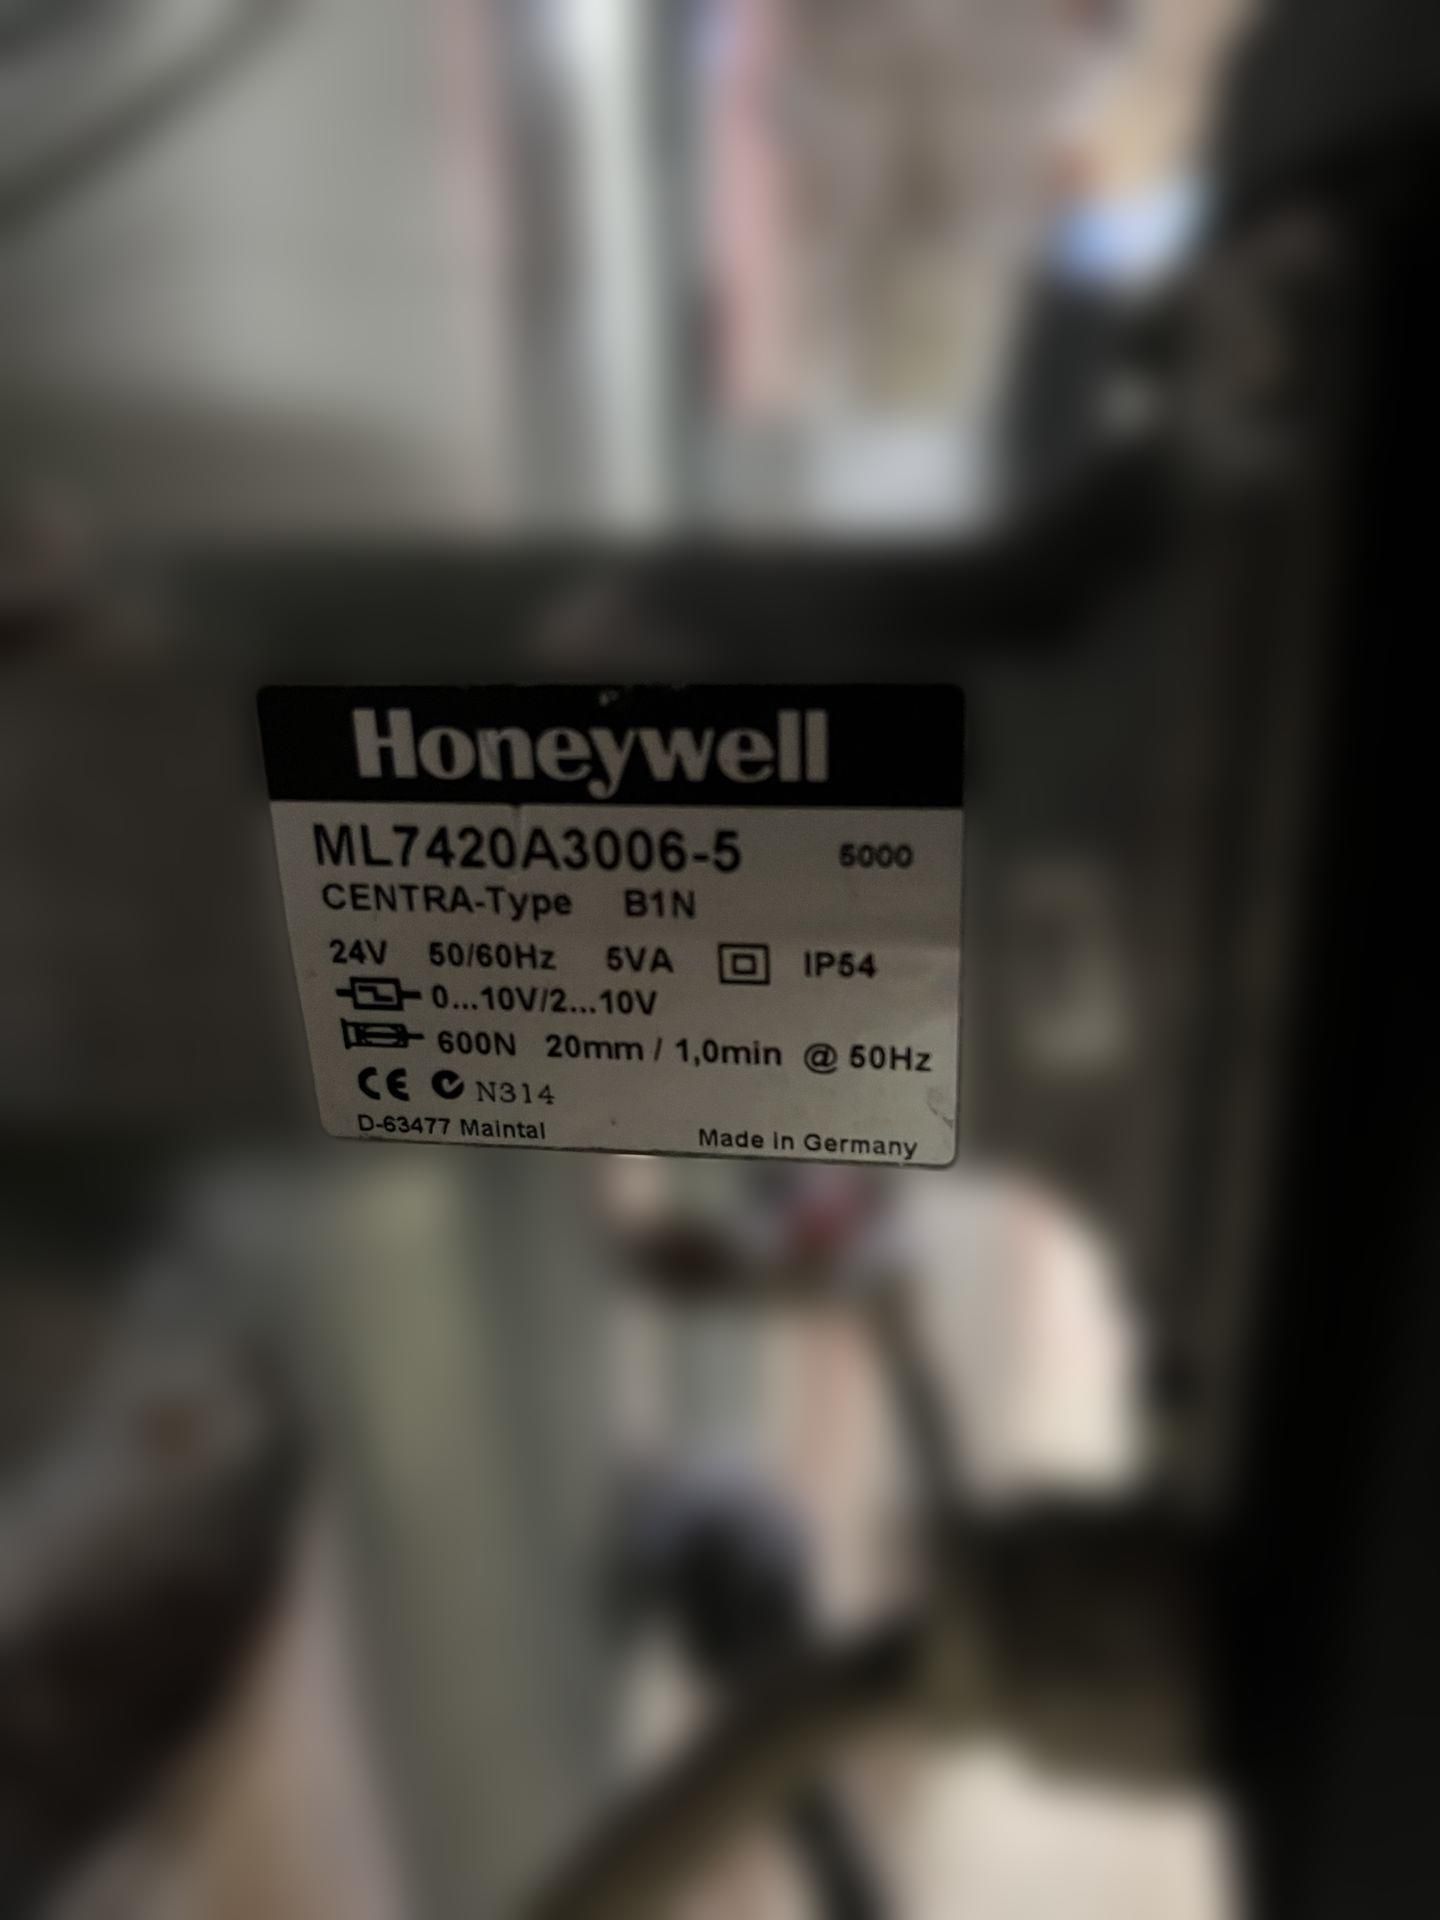 Honeywell
ML7420A3006-5 5000
CENTRA-Type B1N
24V 50/60Hz 5VA IP54
0...10V/2...10V
600N 20mm / 1,0min @ 50Hz
CE N314
D-63477 Maintal Made in Germany